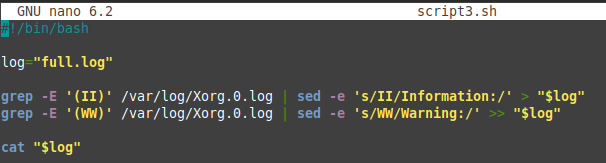 GNU nano 6.2 script3.sh
#!/bin/bash
log="full.log"
grep -E '(II)' /var/log/Xorg.0.log | sed -e 's/II/Information:/' > "$log"
grep -E '(WW)' /var/log/Xorg.0.log | sed -e 's/WW/Warning:/' >> "$log"
cat "$log"